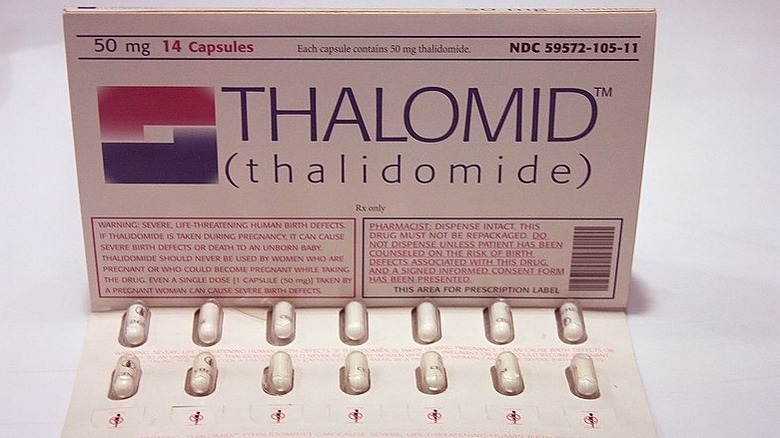 50 mg 14 Capsules Each capsule contains 50 mg thalidomide. NDC 59572-105-11
THALOMID™
(thalidomide)
Rx only
WARNING: SEVERE, LIFE-THREATENING HUMAN BIRTH DEFECTS.
IF THALIDOMIDE IS TAKEN DURING PREGNANCY, IT CAN CAUSE
SEVERE BIRTH DEFECTS OR DEATH TO AN UNBORN BABY.
THALIDOMIDE SHOULD NEVER BE USED BY WOMEN WHO ARE
PREGNANT OR WHO COULD BECOME PREGNANT WHILE TAKING
THE DRUG. EVEN A SINGLE DOSE [1 CAPSULE (50 mg)] TAKEN BY
A PREGNANT WOMAN CAN CAUSE SEVERE BIRTH DEFECTS.
PHARMACIST: DISPENSE INTACT. THIS
DRUG MUST NOT BE REPACKAGED. DO
NOT DISPENSE UNLESS PATIENT HAS BEEN
COUNSELED ON THE RISK OF BIRTH
DEFECTS ASSOCIATED WITH THIS DRUG,
AND A SIGNED INFORMED CONSENT FORM
HAS BEEN PRESENTED.
THIS AREA FOR PRESCRIPTION LABEL